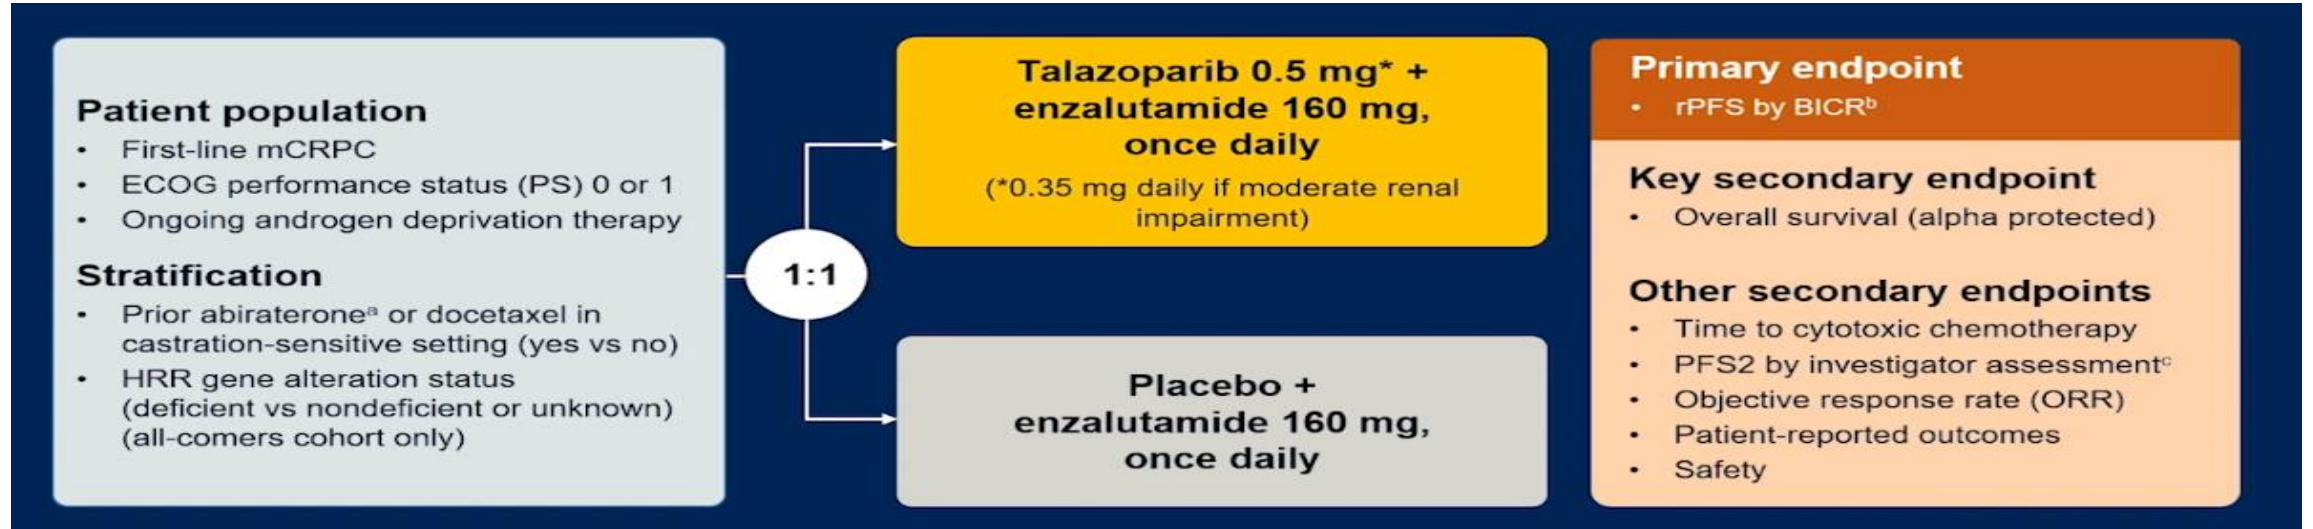 Patient population
• First-line mCRPC
• ECOG performance status (PS) 0 or 1
• Ongoing androgen deprivation therapy
Stratification
• Prior abirateroneᵃ or docetaxel in
castration-sensitive setting (yes vs no)
• HRR gene alteration status
(deficient vs nondeficient or unknown)
(all-comers cohort only)
1:1
Talazoparib 0.5 mg* +
enzalutamide 160 mg,
once daily
(*0.35 mg daily if moderate renal
impairment)
Placebo +
enzalutamide 160 mg,
once daily
Primary endpoint
• rPFS by BICRᵇ
Key secondary endpoint
• Overall survival (alpha protected)
Other secondary endpoints
• Time to cytotoxic chemotherapy
• PFS2 by investigator assessmentᶜ
• Objective response rate (ORR)
• Patient-reported outcomes
• Safety